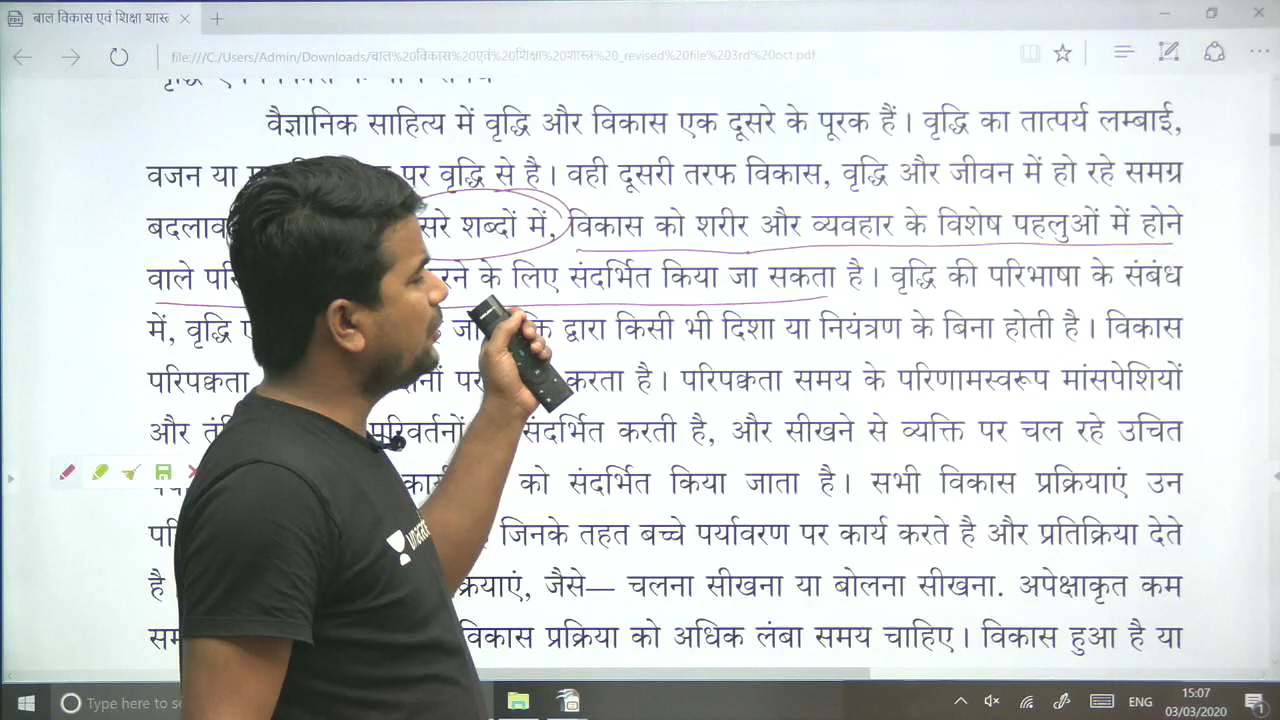 बाल विकास एवं शिक्षा शास्त्
file:///C:/Users/Admin/Downloads/बाल%20विकास%20एवं%20शिक्षा%20शास्त्र%20_revised%20file%203rd%20oct.pdf
वैज्ञानिक साहित्य में वृद्धि और विकास एक दूसरे के पूरक हैं। वृद्धि का तात्पर्य लम्बाई,
वजन या पर वृद्धि से है। वही दूसरी तरफ विकास, वृद्धि और जीवन में हो रहे समग्र
बदलाव सरे शब्दों में, विकास को शरीर और व्यवहार के विशेष पहलुओं में होने
वाले के लिए संदर्भित किया जा सकता है। वृद्धि की परिभाषा के संबंध
में, वृद्धि द्वारा किसी भी दिशा या नियंत्रण के बिना होती है। विकास
परिपक्वता पर करता है। परिपक्वता समय के परिणामस्वरूप मांसपेशियों
और परिवर्तनों संदर्भित करती है, और सीखने से व्यक्ति पर चल रहे उचित
को संदर्भित किया जाता है। सभी विकास प्रक्रियाएं उन
जिनके तहत बच्चे पर्यावरण पर कार्य करते है और प्रतिक्रिया देते
है क्रियाएं, जैसे— चलना सीखना या बोलना सीखना. अपेक्षाकृत कम
विकास प्रक्रिया को अधिक लंबा समय चाहिए। विकास हुआ है या
Type here to se
ENG
15:07
03/03/2020
1